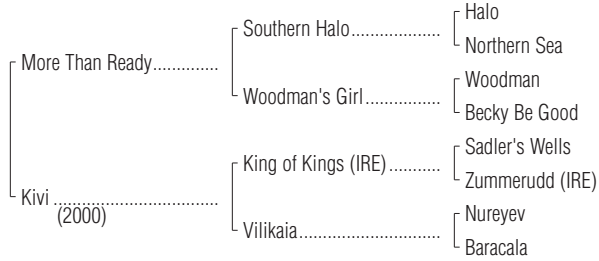 Halo
Southern Halo...................
Northern Sea
More Than Ready..............
Woodman
Woodman's Girl................
Becky Be Good
Sadler's Wells
King of Kings (IRE)...........
Zummerudd (IRE)
Kivi ...................................
(2000)
Nureyev
Vilikaia..............................
Baracala